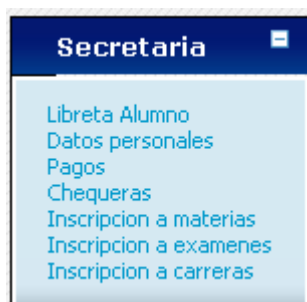 Secretaria
Libreta Alumno
Datos personales
Pagos
Chequeras
Inscripcion a materias
Inscripcion a examenes
Inscripcion a carreras